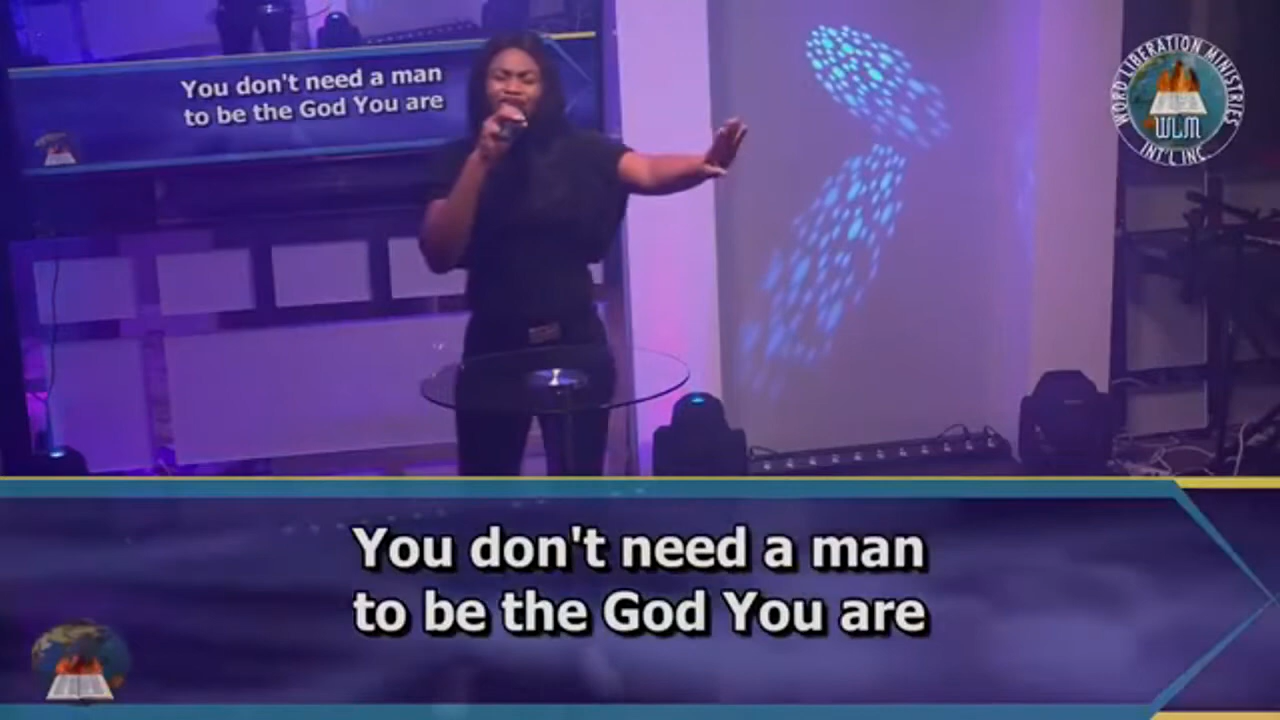 You don't need a man
to be the God You are
WORD LIBERATION MINISTRIES
WLM
INT'L INC.
You don't need a man
to be the God You are